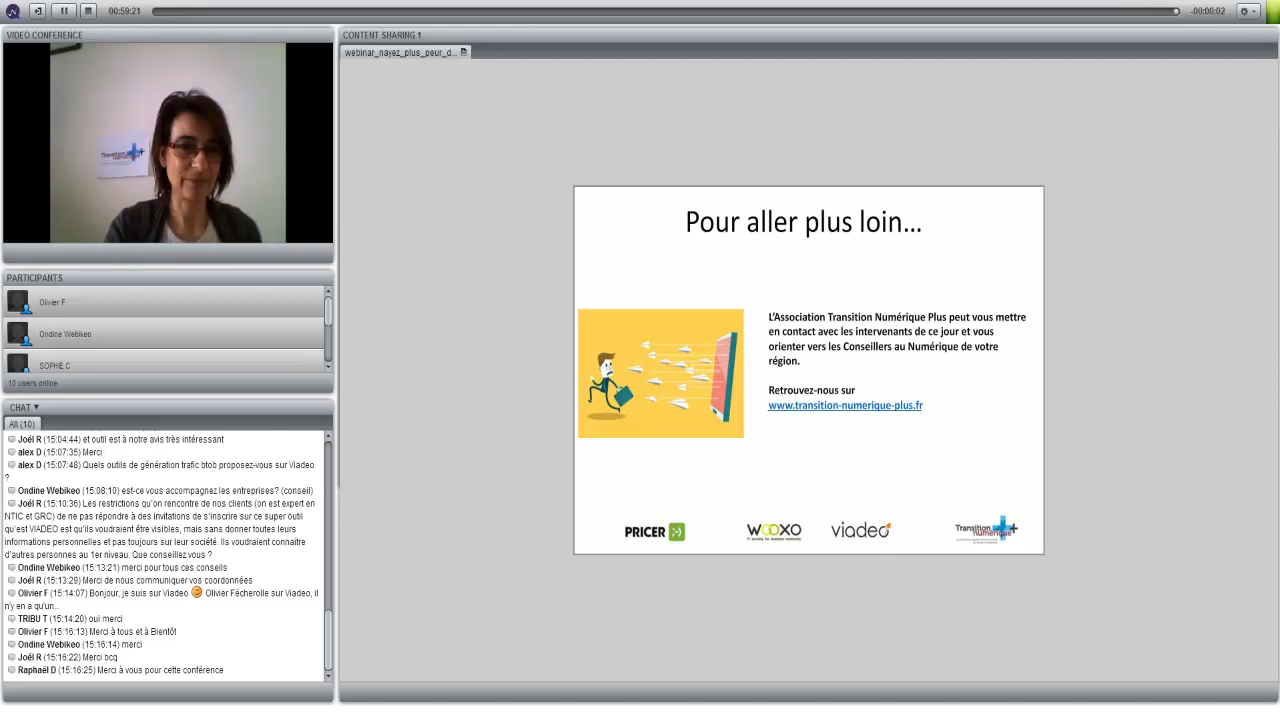 00:59:21
-00:00:02
VIDEO CONFERENCE
Transition
numérique
PARTICIPANTS
Olivier F
Ondine Webikeo
SOPHIE C
10 users online
CHAT
All (10)
Joël R (15:04:44) et outil est à notre avis très intéressant
alex D (15:07:35) Merci
alex D (15:07:48) Quels outils de génération trafic btob proposez-vous sur Viadeo
?
Ondine Webikeo (15:08:10) est-ce vous accompagnez les entreprises? (conseil)
Joël R (15:10:36) Les restrictions qu'on rencontre de nos clients (on est expert en
NTIC et GRC) de ne pas répondre à des invitations de s'inscrire sur ce super outil
qu'est VIADEO est qu'ils voudraient être visibles, mais sans donner toutes leurs
informations personnelles et pas toujours sur leur société. Ils voudraient connaitre
d'autres personnes au 1er niveau. Que conseillez vous ?
Ondine Webikeo (15:13:21) merci pour tous ces conseils
Joël R (15:13:29) Merci de nous communiquer vos coordonnées
Olivier F (15:14:07) Bonjour, je suis sur Viadeo 😊 Olivier Fécherolle sur Viadeo, il
n'y en a qu'un...
TRIBU T (15:14:20) oui merci
Olivier F (15:16:13) Merci à tous et à Bientôt
Ondine Webikeo (15:16:14) merci
Joël R (15:16:22) Merci bcq
Raphaël D (15:16:25) Merci à vous pour cette conférence
CONTENT SHARING 1
webinar_nayez_plus_peur_d...
Pour aller plus loin...
L'Association Transition Numérique Plus peut vous mettre
en contact avec les intervenants de ce jour et vous
orienter vers les Conseillers au Numérique de votre
région.
Retrouvez-nous sur
www.transition-numerique-plus.fr
PRICER
WOOXO
IT security for business continuity
viadeo
Transition
numérique